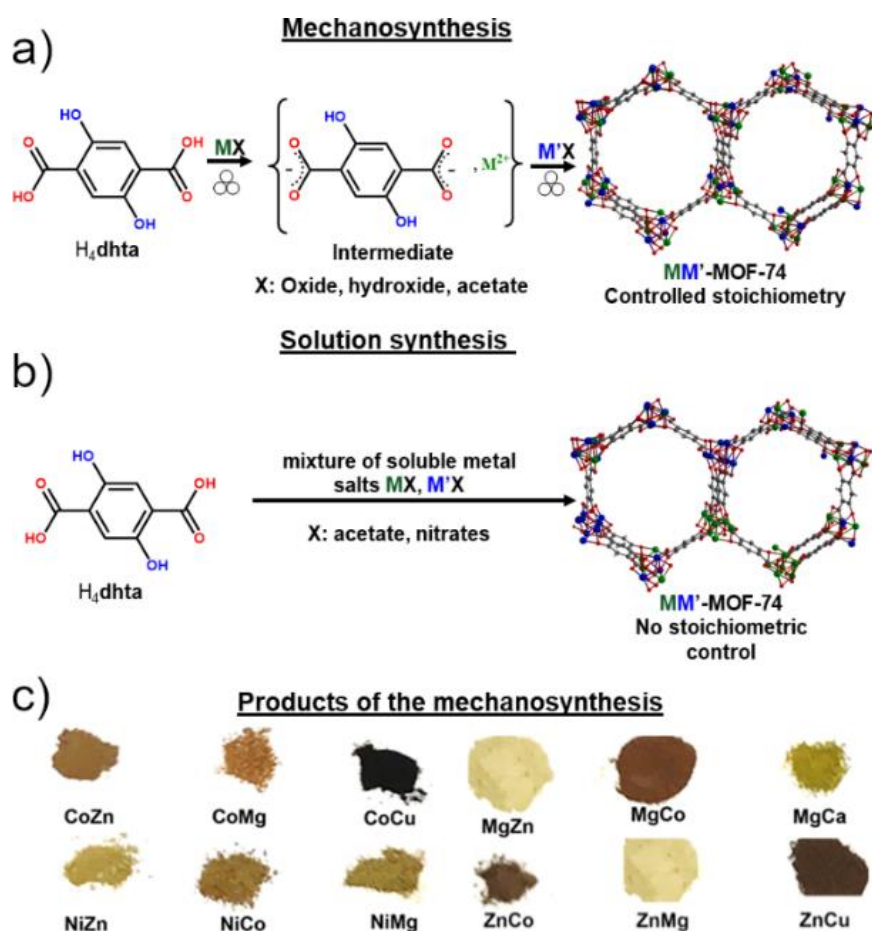 a)
Mechanosynthesis
HO
O
OH
O
HO
OH
H₄dhta
MX
HO
O
O
-
O
O
-
OH
, M²⁺
Intermediate
M'X
X: Oxide, hydroxide, acetate
MM'-MOF-74
Controlled stoichiometry
b)
Solution synthesis
HO
O
OH
HO
O
OH
H₄dhta
mixture of soluble metal
salts MX, M'X
X: acetate, nitrates
MM'-MOF-74
No stoichiometric
control
c)
Products of the mechanosynthesis
CoZn CoMg CoCu MgZn MgCo MgCa
NiZn NiCo NiMg ZnCo ZnMg ZnCu